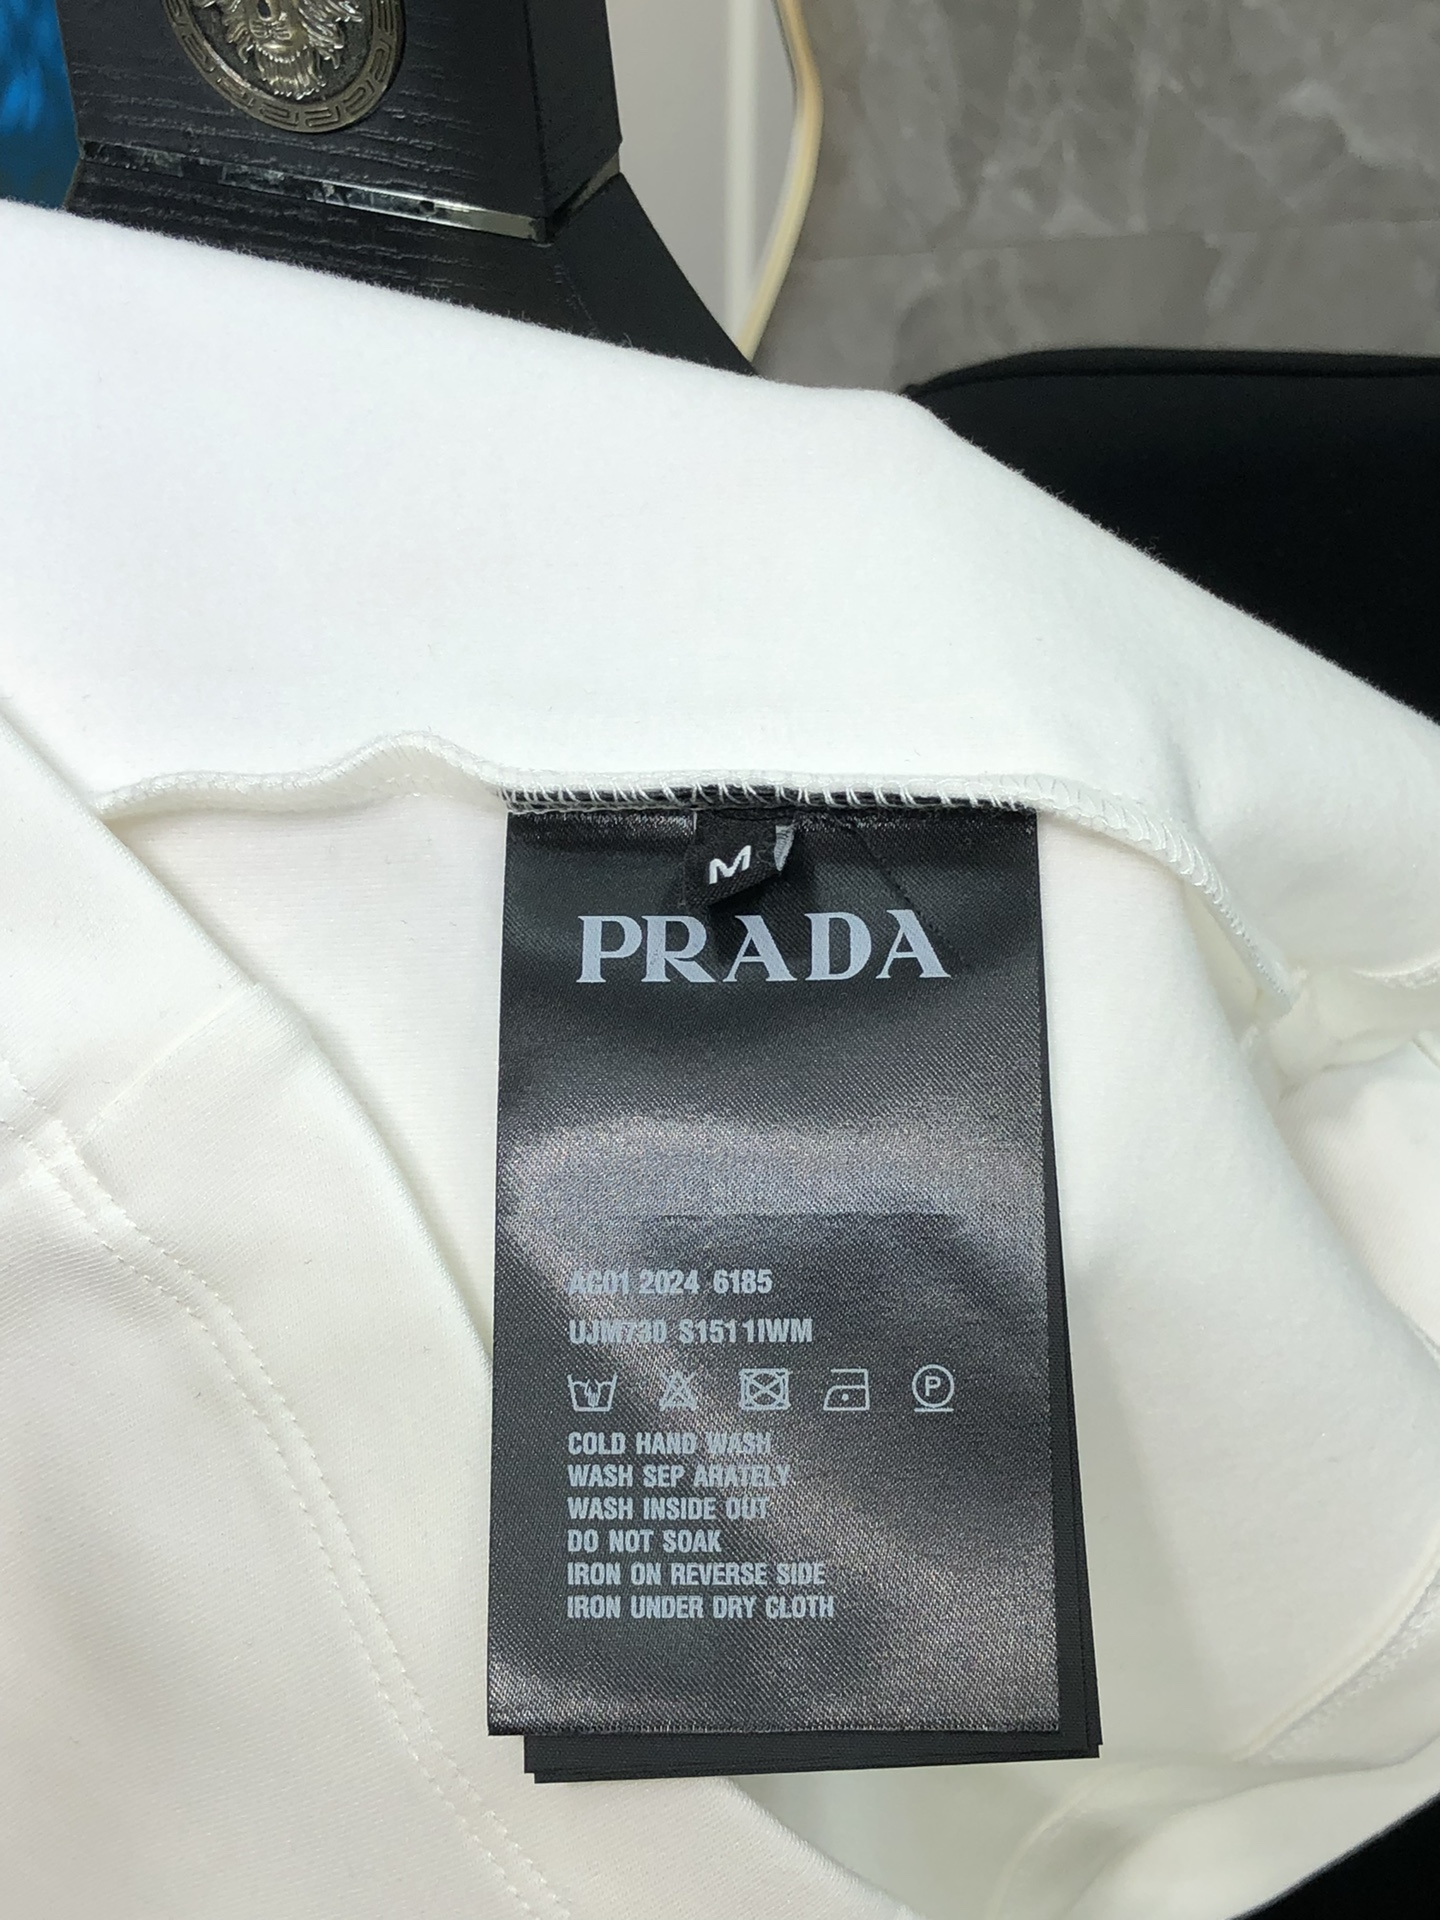 M
PRADA
AG01 2024 6185
UJM730 S151 1IWM
P
COLD HAND WASH
WASH SEP ARATELY
WASH INSIDE OUT
DO NOT SOAK
IRON ON REVERSE SIDE
IRON UNDER DRY CLOTH